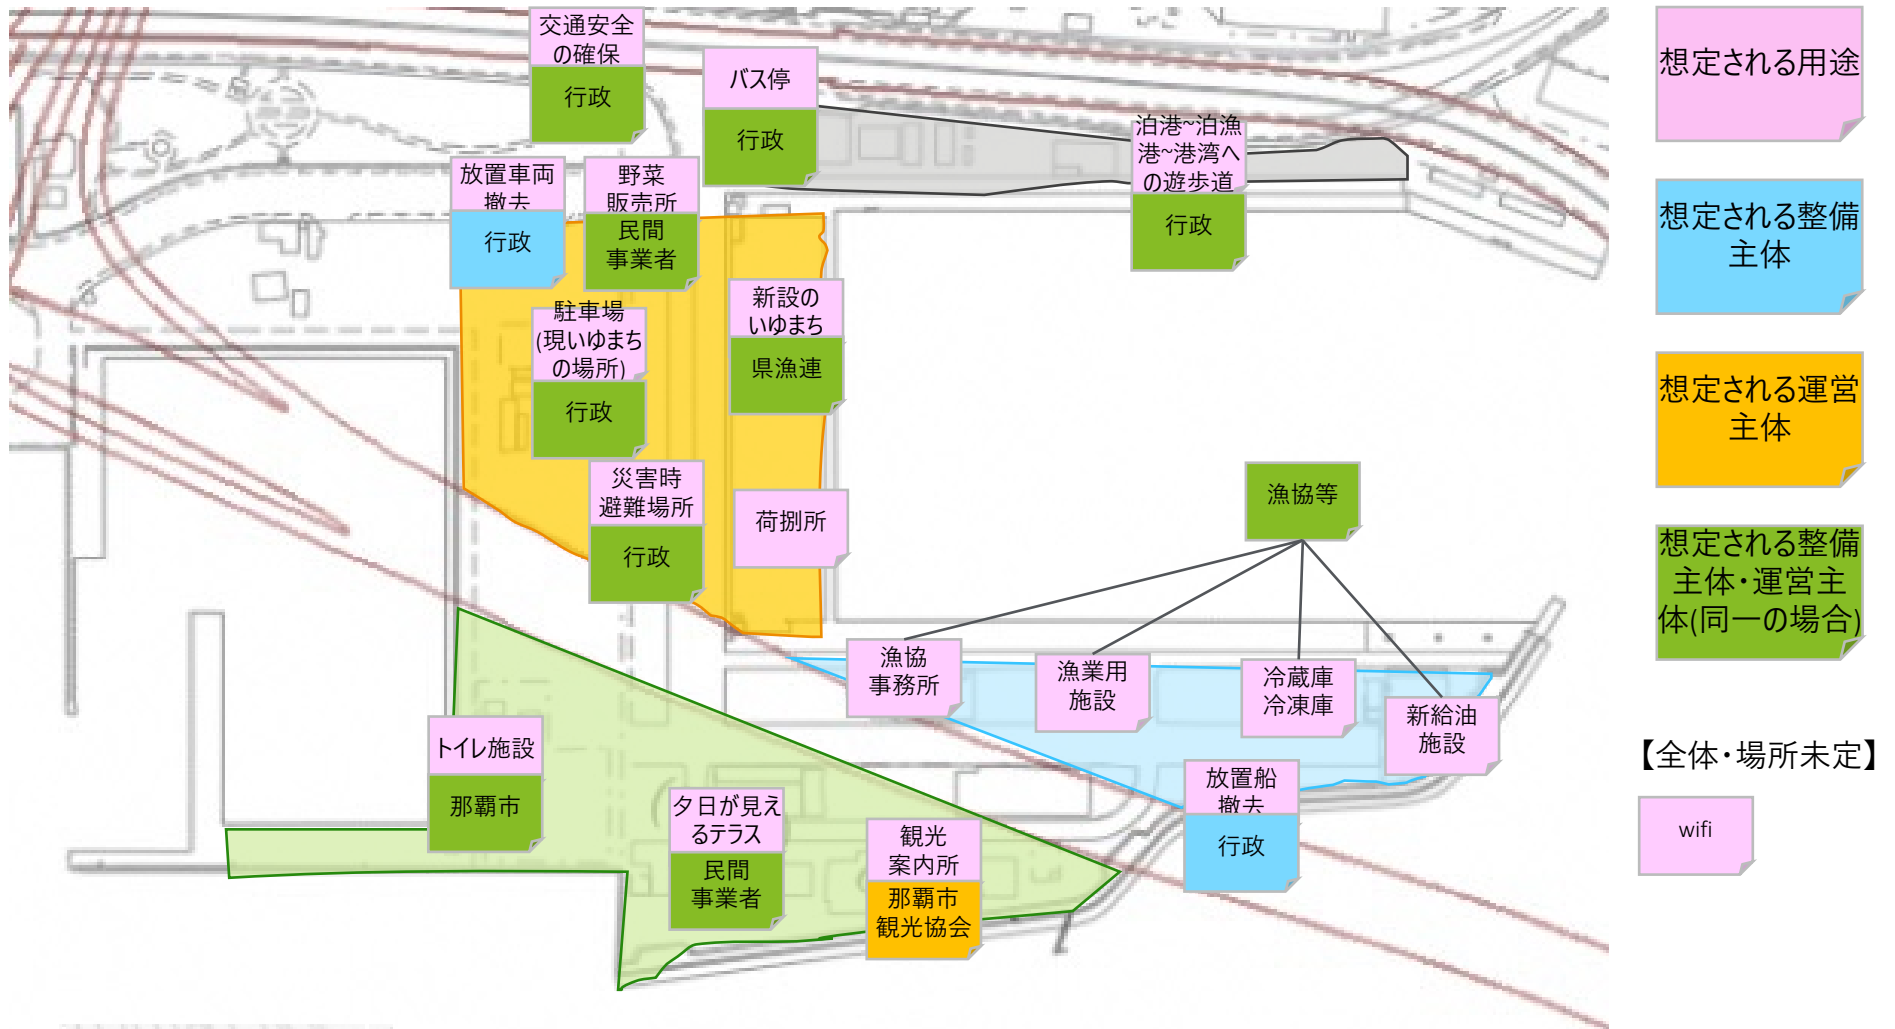 交通安全
の確保
行政
バス停
行政
泊港~泊漁
港~港湾へ
の遊歩道
行政
放置車両
撤去
行政
野菜
販売所
民間
事業者
駐車場
(現いゆまち
の場所)
行政
新設の
いゆまち
県漁連
災害時
避難場所
行政
荷捌所
漁協等
漁協
事務所
漁業用
施設
冷蔵庫
冷凍庫
新給油
施設
トイレ施設
那覇市
夕日が見え
るテラス
民間
事業者
観光
案内所
那覇市
観光協会
放置船
撤去
行政
想定される用途
想定される整備
主体
想定される運営
主体
想定される整備
主体・運営主
体(同一の場合)
【全体・場所未定】
wifi